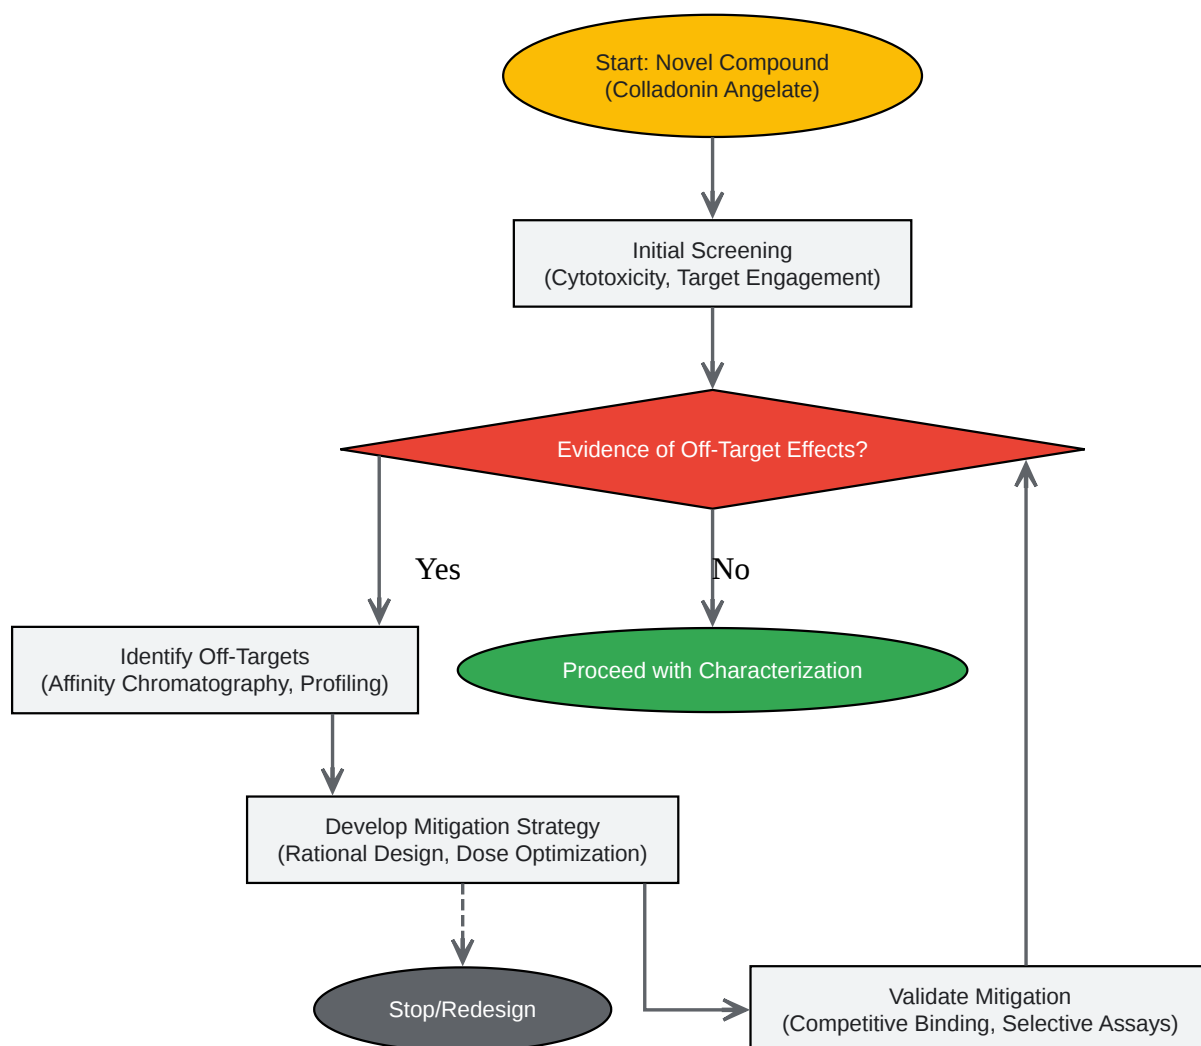 Start: Novel Compound
(Colladonin Angelate)
Initial Screening
(Cytotoxicity, Target Engagement)
Evidence of Off-Target Effects?
Yes
No
Identify Off-Targets
(Affinity Chromatography, Profiling)
Proceed with Characterization
Develop Mitigation Strategy
(Rational Design, Dose Optimization)
Stop/Redesign
Validate Mitigation
(Competitive Binding, Selective Assays)